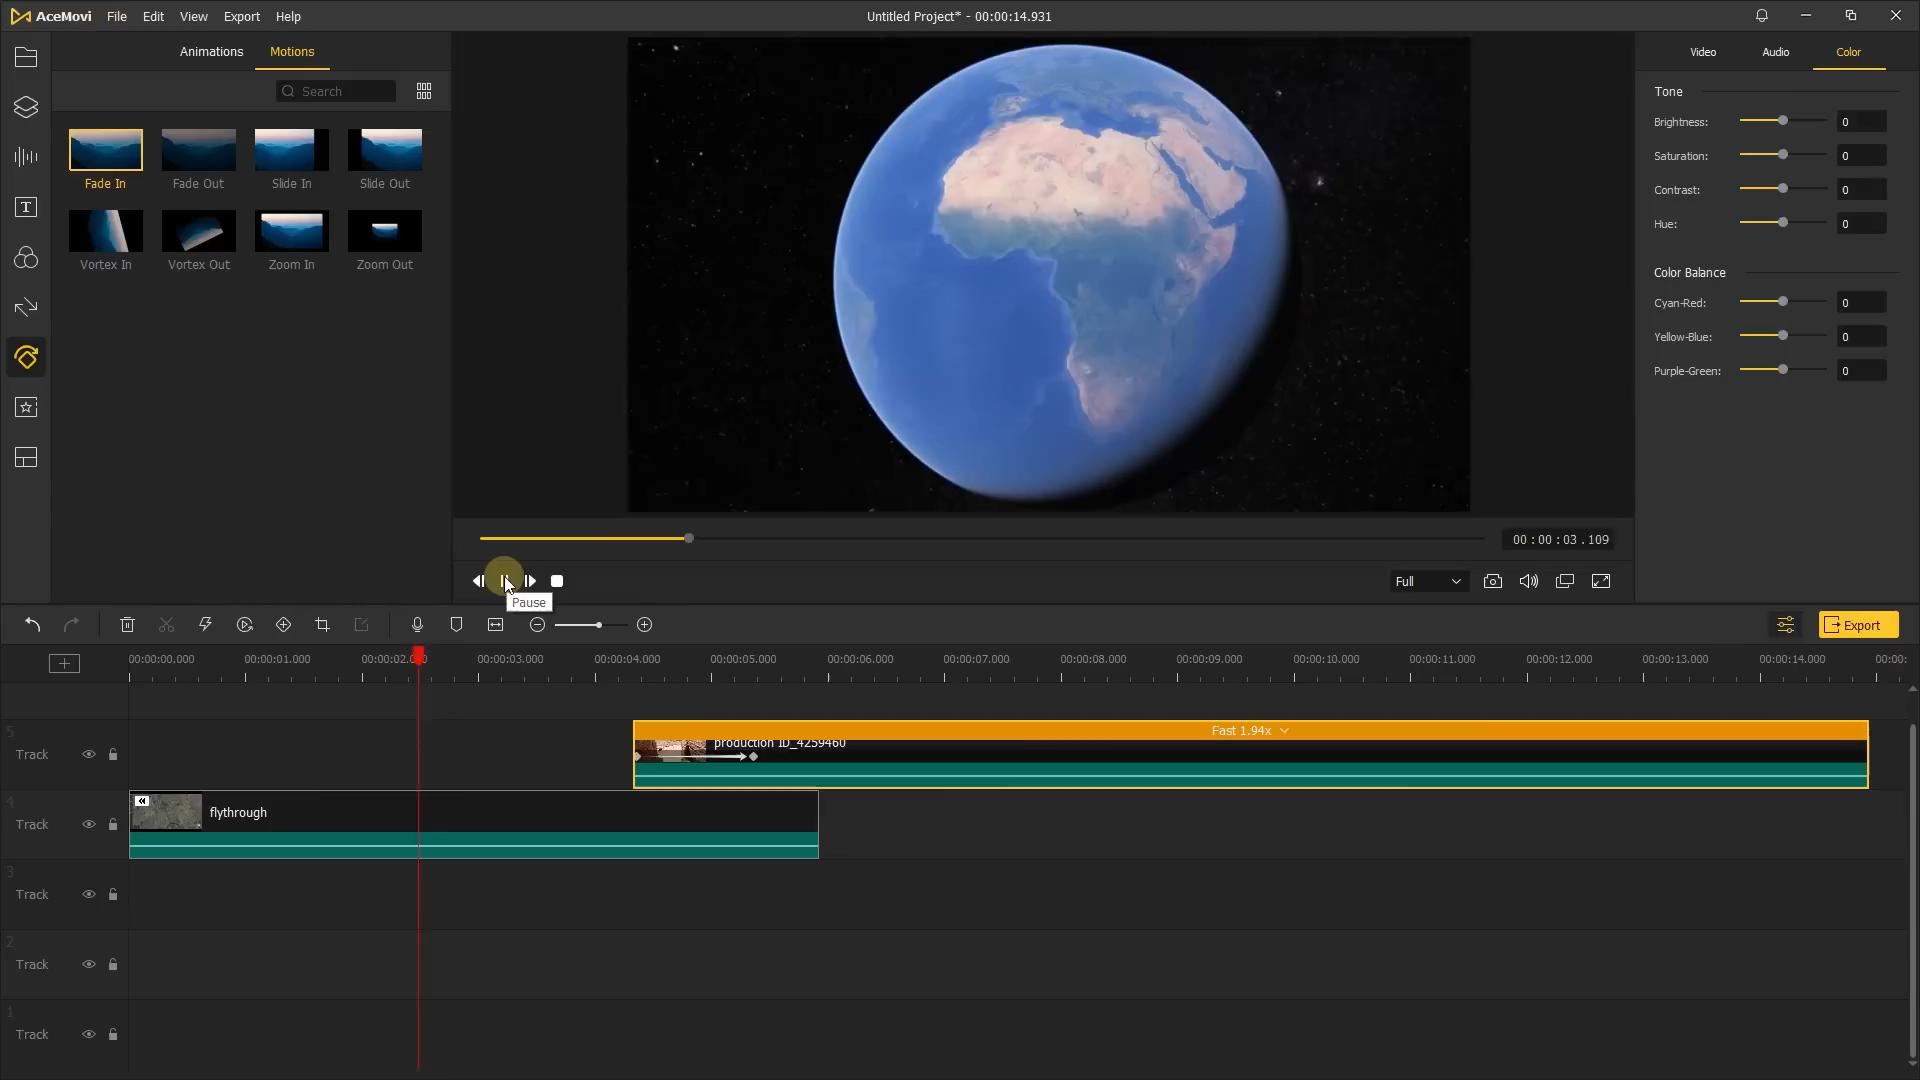 AceMovi File Edit View Export Help
Untitled Project* - 00:00:14.931
Animations Motions
Search
Fade In Fade Out Slide In Slide Out
Vortex In Vortex Out Zoom In Zoom Out
Video Audio Color
Tone
Brightness: 0
Saturation: 0
Contrast: 0
Hue: 0
Color Balance
Cyan-Red: 0
Yellow-Blue: 0
Purple-Green: 0
00 : 00 : 03 . 109
Full
Pause
Export
00:00:00.000 00:00:01.000 00:00:03.000 00:00:04.000 00:00:05.000 00:00:06.000 00:00:07.000 00:00:08.000 00:00:09.000 00:00:10.000 00:00:11.000 00:00:12.000 00:00:13.000 00:00:14.000 00:00:
5
Track
Fast 1.94x
production ID_4259460
4
Track
flythrough
3
Track
2
Track
1
Track